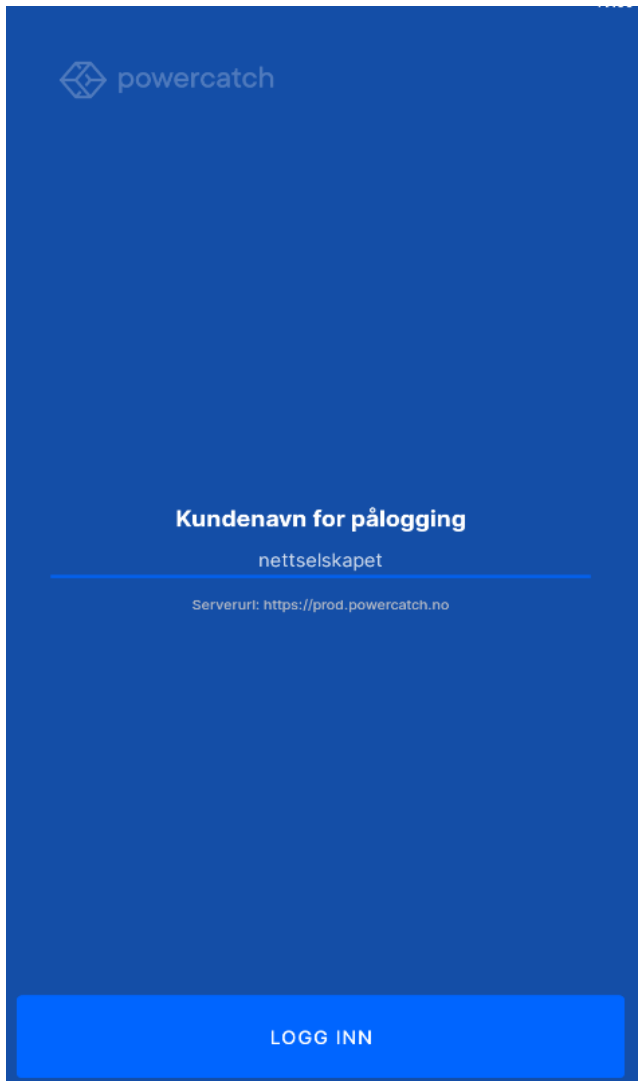 powercatch
Kundenavn for pålogging
nettselskapet
Serverurl: https://prod.powercatch.no
LOGG INN